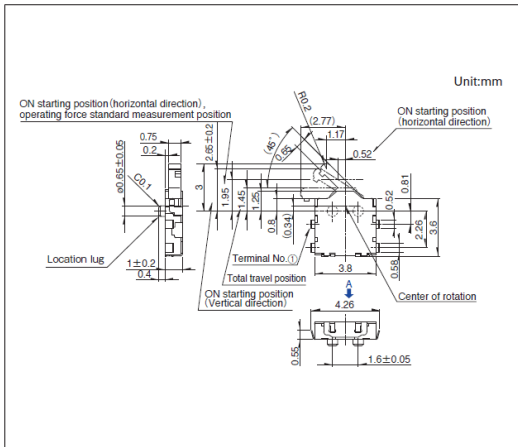 Unit:mm
ON starting position(horizontal direction),
operating force standard measurement position
ON starting position
(horizontal direction)
R0.2
(2.77)
1.17
0.52
(45°)
0.65
2.65±0.2
0.75
0.2
ø0.65±0.05
C0.1
3
1.95
1.45
1.25
0.8
(0.34)
0.52
0.81
2.26
3.6
0.58
Location lug
1±0.2
0.4
Terminal No.①
3.8
Total travel position
ON starting position
(Vertical direction)
Center of rotation
A
4.26
0.55
1.6±0.05